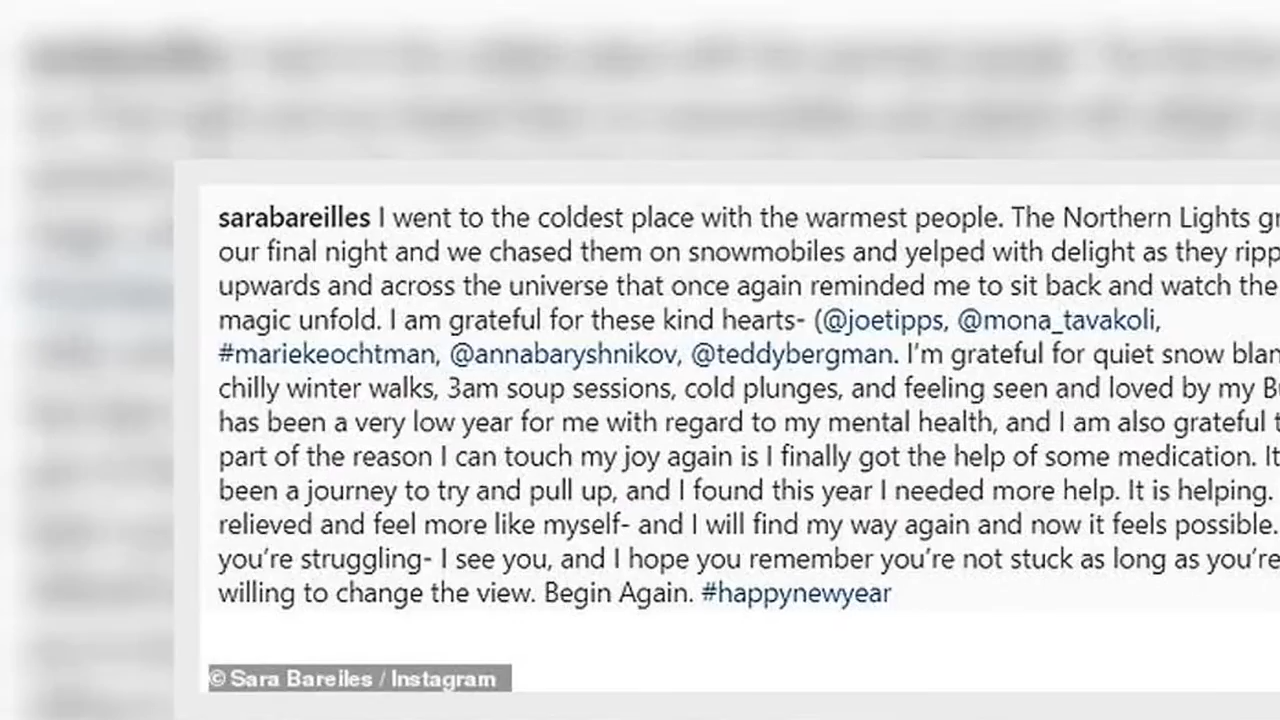 sarabareilles I went to the coldest place with the warmest people. The Northern Lights
our final night and we chased them on snowmobiles and yelped with delight as they
upwards and across the universe that once again reminded me to sit back and watch the
magic unfold. I am grateful for these kind hearts- (@joetipps, @mona_tavakoli,
#mariekeochtman, @annabaryshnikov, @teddybergman. I'm grateful for quiet snow
chilly winter walks, 3am soup sessions, cold plunges, and feeling seen and loved by my
has been a very low year for me with regard to my mental health, and I am also grateful
part of the reason I can touch my joy again is I finally got the help of some medication. It
been a journey to try and pull up, and I found this year I needed more help. It is helping.
relieved and feel more like myself- and I will find my way again and now it feels possible.
you're struggling- I see you, and I hope you remember you're not stuck as long as you're
willing to change the view. Begin Again. #happynewyear
© Sara Bareilles / Instagram